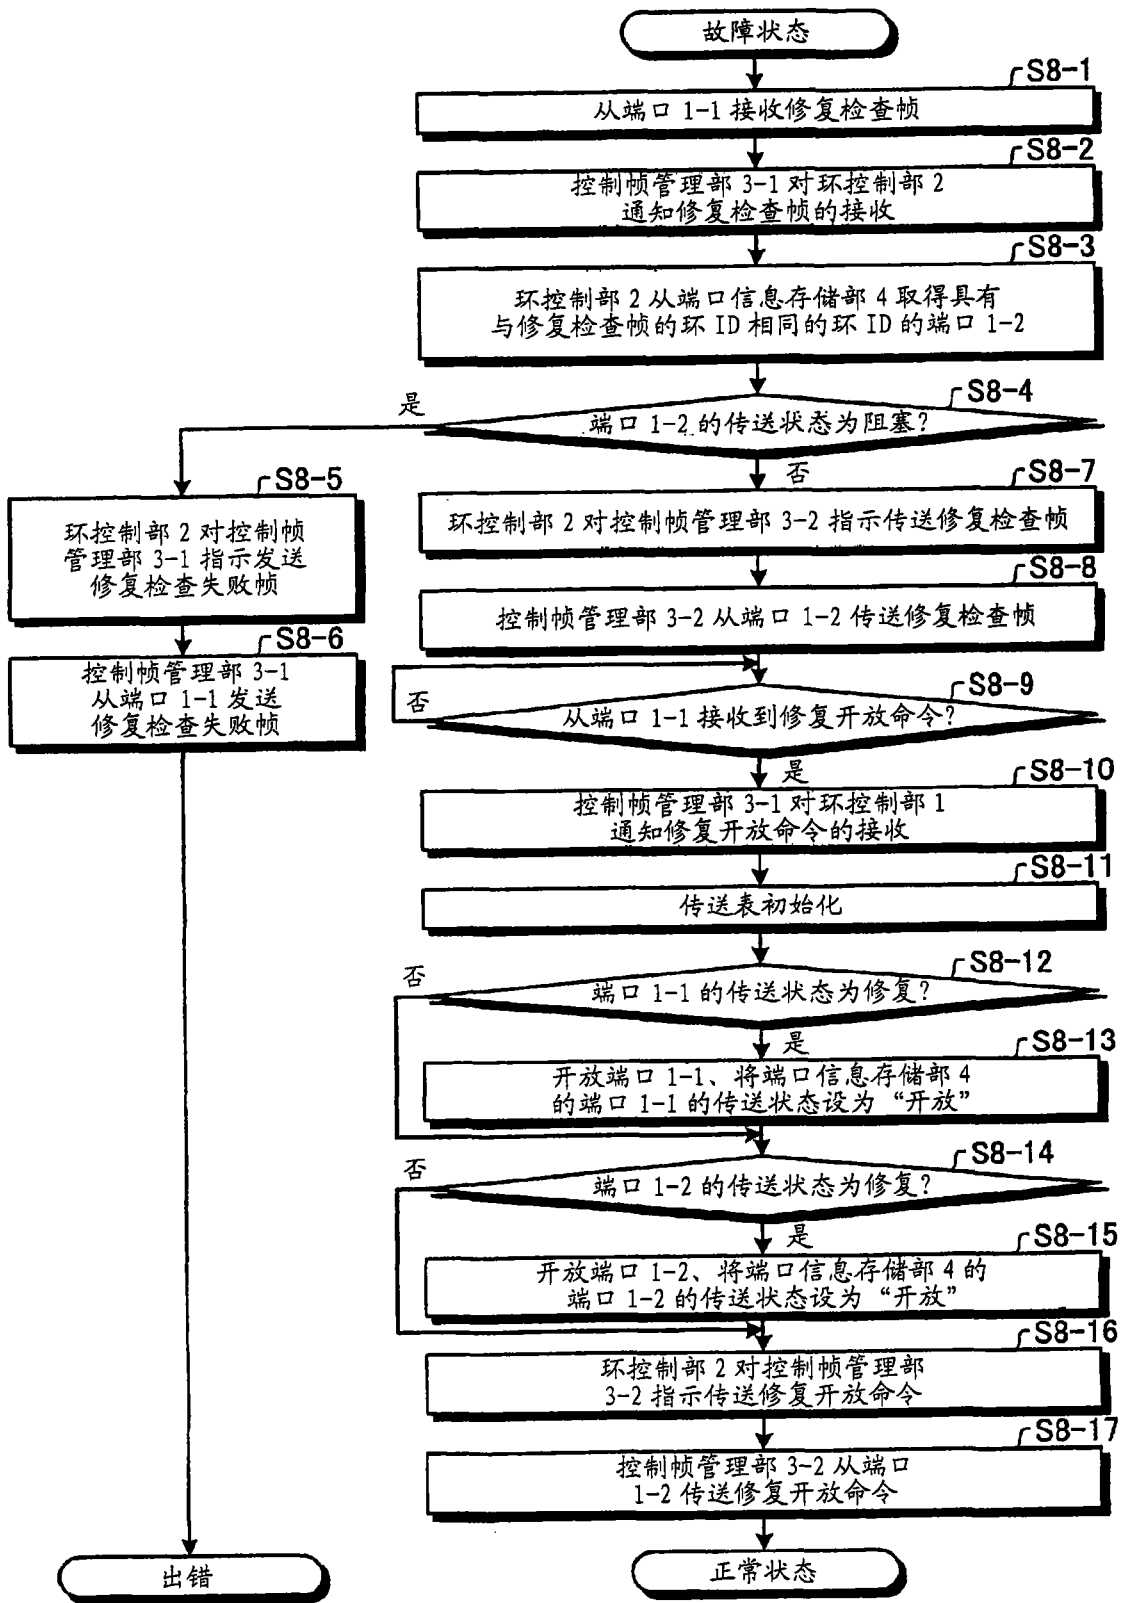 故障状态
S8-1
从端口 1-1 接收修复检查帧
S8-2
控制帧管理部 3-1 对环控制部 2
通知修复检查帧的接收
S8-3
环控制部 2 从端口信息存储部 4 取得具有
与修复检查帧的环 ID 相同的环 ID 的端口 1-2
S8-4
端口 1-2 的传送状态为阻塞？
是
否
S8-5
环控制部 2 对控制帧
管理部 3-1 指示发送
修复检查失败帧
S8-6
控制帧管理部 3-1
从端口 1-1 发送
修复检查失败帧
出错
S8-7
环控制部 2 对控制帧管理部 3-2 指示传送修复检查帧
S8-8
控制帧管理部 3-2 从端口 1-2 传送修复检查帧
S8-9
从端口 1-1 接收到修复开放命令？
否
是
S8-10
控制帧管理部 3-1 对环控制部 1
通知修复开放命令的接收
S8-11
传送表初始化
S8-12
端口 1-1 的传送状态为修复？
否
是
S8-13
开放端口 1-1、将端口信息存储部 4
的端口 1-1 的传送状态设为“开放”
S8-14
端口 1-2 的传送状态为修复？
否
是
S8-15
开放端口 1-2、将端口信息存储部 4 的
端口 1-2 的传送状态设为“开放”
S8-16
环控制部 2 对控制帧管理部
3-2 指示传送修复开放命令
S8-17
控制帧管理部 3-2 从端口
1-2 传送修复开放命令
正常状态